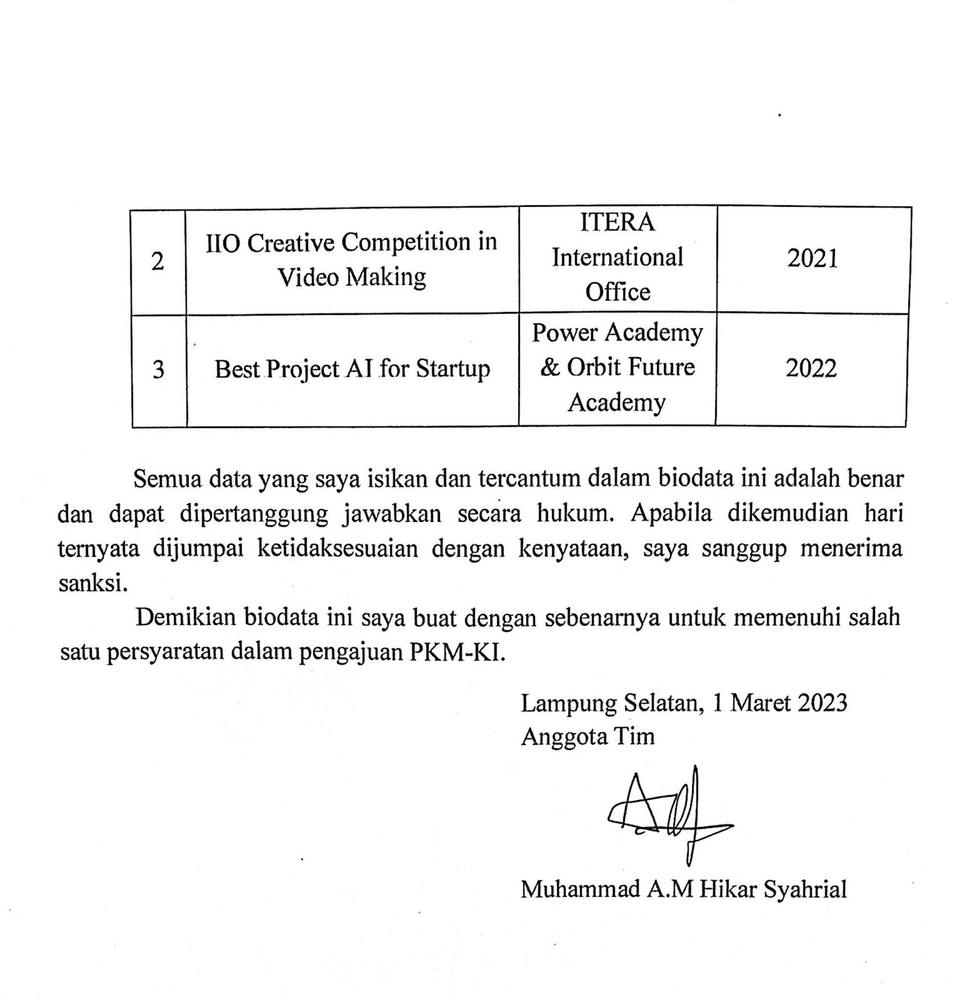 2
IIO Creative Competition in
Video Making
ITERA
International
Office
2021
3
Best Project AI for Startup
Power Academy
& Orbit Future
Academy
2022
Semua data yang saya isikan dan tercantum dalam biodata ini adalah benar
dan dapat dipertanggung jawabkan secara hukum. Apabila dikemudian hari
ternyata dijumpai ketidaksesuaian dengan kenyataan, saya sanggup menerima
sanksi.
Demikian biodata ini saya buat dengan sebenarnya untuk memenuhi salah
satu persyaratan dalam pengajuan PKM-KI.
Lampung Selatan, 1 Maret 2023
Anggota Tim
Muhammad A.M Hikar Syahrial